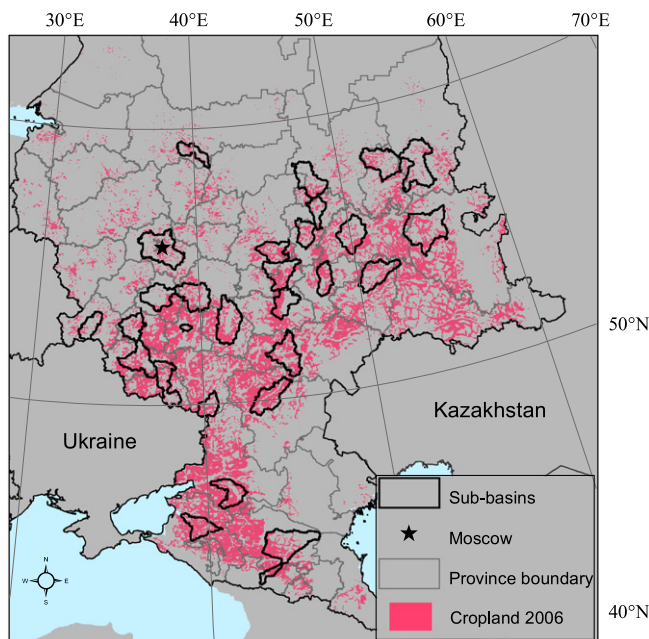 30°E 40°E 50°E 60°E 70°E
50°N
Kazakhstan
Ukraine
Sub-basins
Moscow
Province boundary
Cropland 2006
N
W E
S
40°N